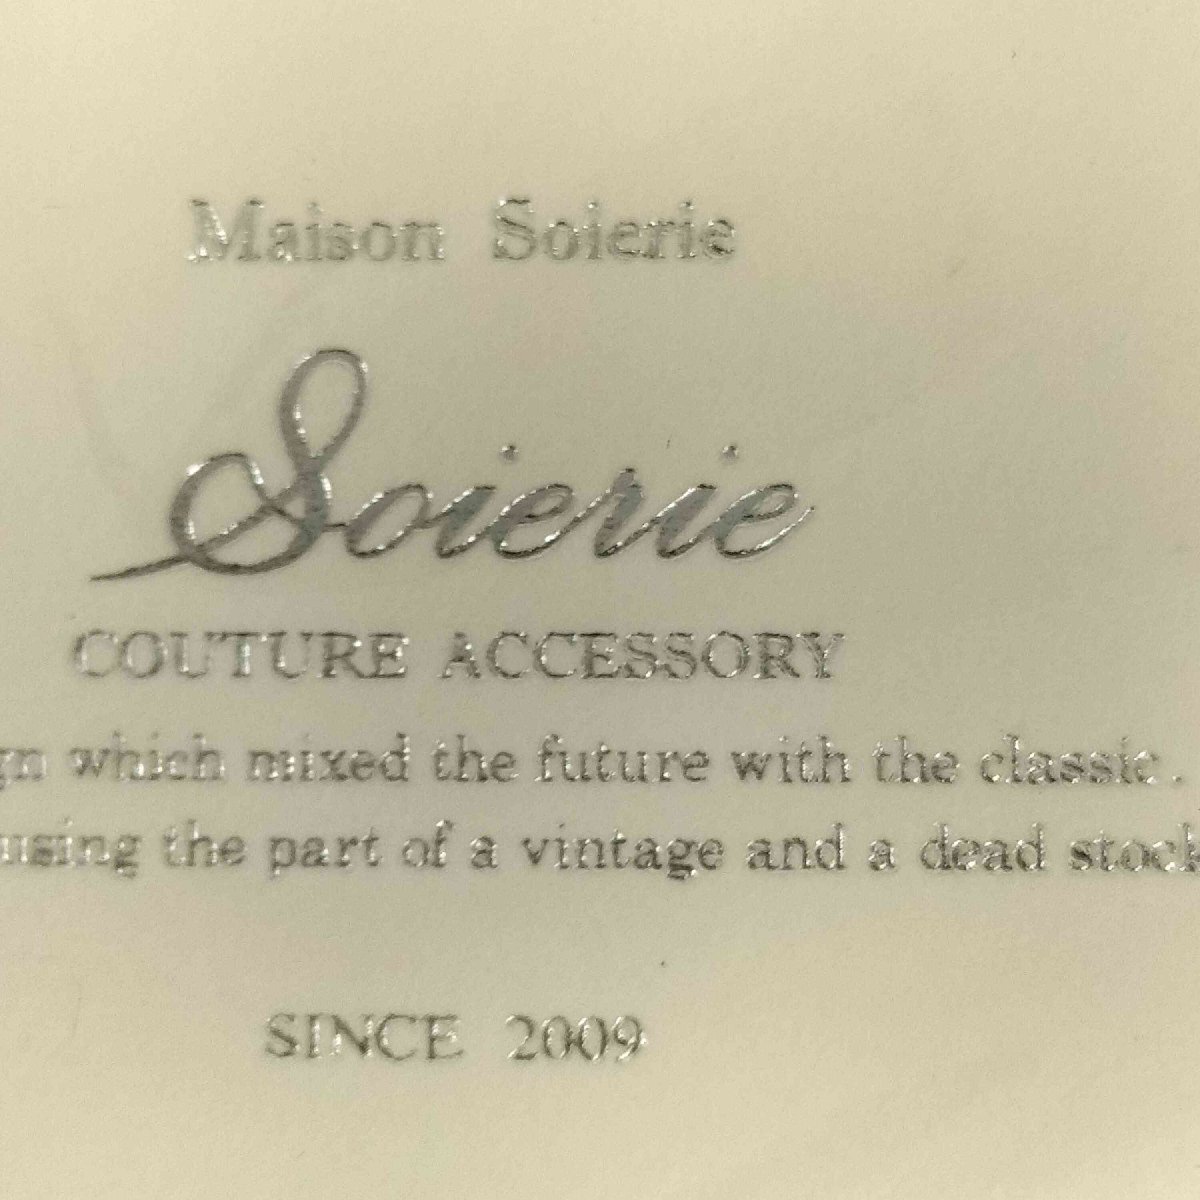 Maison Soierie
Soierie
COUTURE ACCESSORY
which mixed the future with the classic.
using the part of a vintage and a dead stock
SINCE 2009